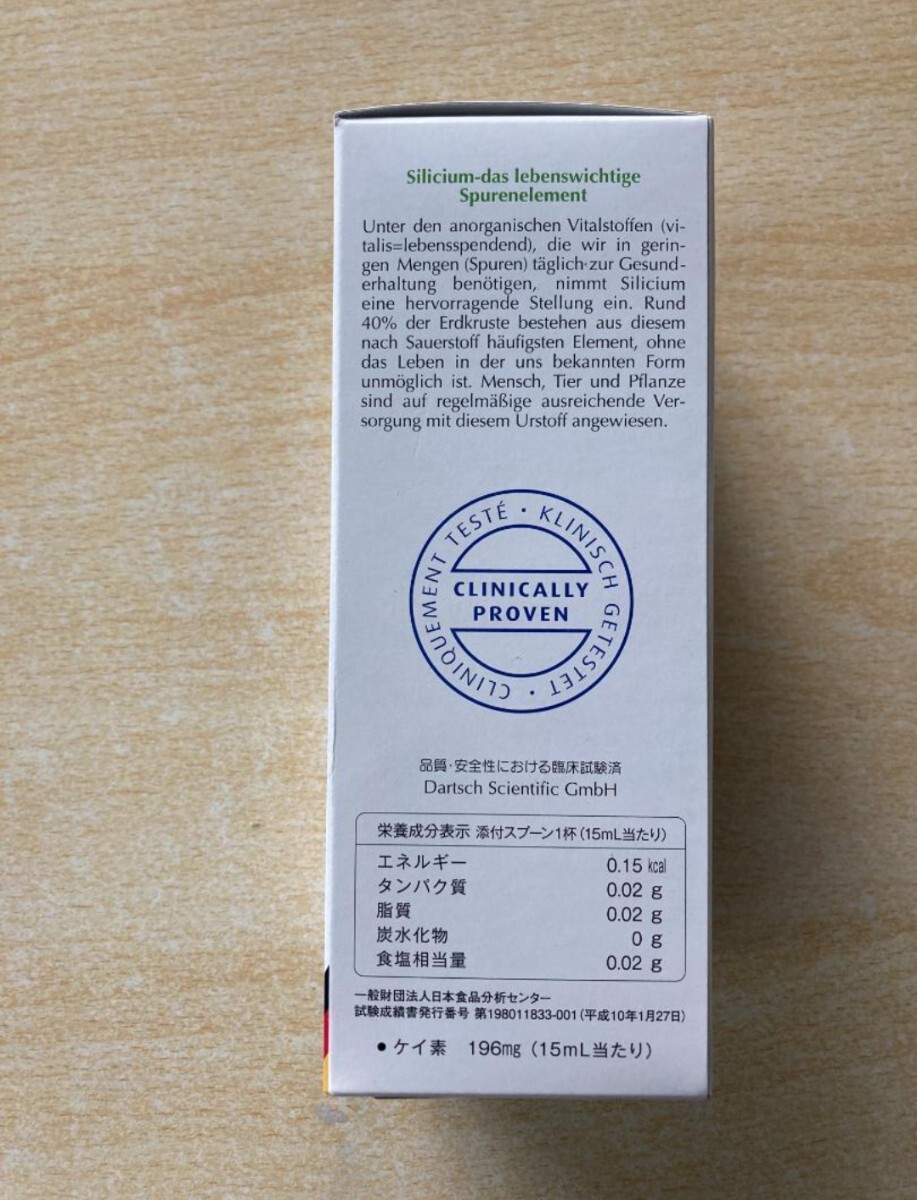 Silicium-das lebenswichtige
Spurenelement
Unter den anorganischen Vitalstoffen (vi-
talis=lebensspendend), die wir in gerin-
gen Mengen (Spuren) täglich zur Gesund-
erhaltung benötigen, nimmt Silicium
eine hervorragende Stellung ein. Rund
40% der Erdkruste bestehen aus diesem
nach Sauerstoff häufigsten Element, ohne
das Leben in der uns bekannten Form
unmöglich ist. Mensch, Tier und Pflanze
sind auf regelmäßige ausreichende Ver-
sorgung mit diesem Urstoff angewiesen.
CLINIQUEMENT TESTÉ · KLINISCH GETESTET ·
CLINICALLY
PROVEN
品質·安全性における臨床試験済
Dartsch Scientific GmbH
栄養成分表示 添付スプーン1杯(15mL当たり)
エネルギー 0.15 kcal
タンパク質 0.02 g
脂質 0.02 g
炭水化物 0 g
食塩相当量 0.02 g
一般財団法人日本食品分析センター
試験成績書発行番号 第198011833-001(平成10年1月27日)
● ケイ素 196mg(15mL当たり)